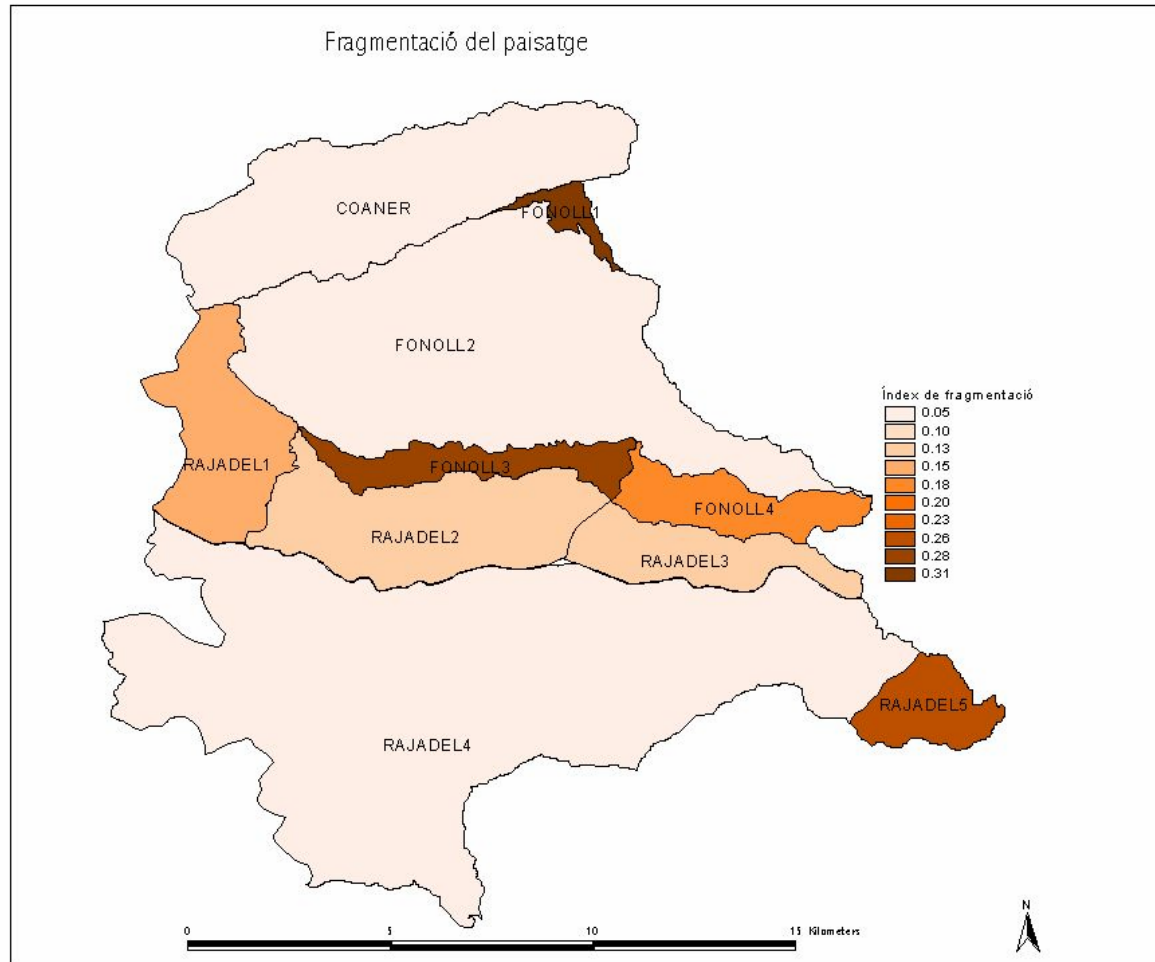 Fragmentació del paisatge
COANER
FONOLL1
FONOLL2
Índex de fragmentació
0.05
0.10
0.13
0.15
0.18
0.20
0.23
0.26
0.28
0.31
RAJADEL1
FONOLL3
FONOLL4
RAJADEL2
RAJADEL3
RAJADEL5
RAJADEL4
N
0 5 10 15 Kilometers